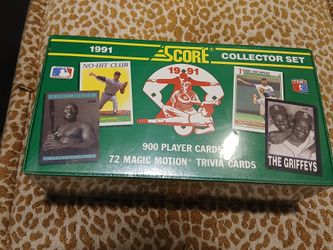 1991
SCORE
COLLECTOR SET
NO-HIT CLUB
1991
900 PLAYER CARDS
72 MAGIC MOTION TRIVIA CARDS
THE GRIFFEYS